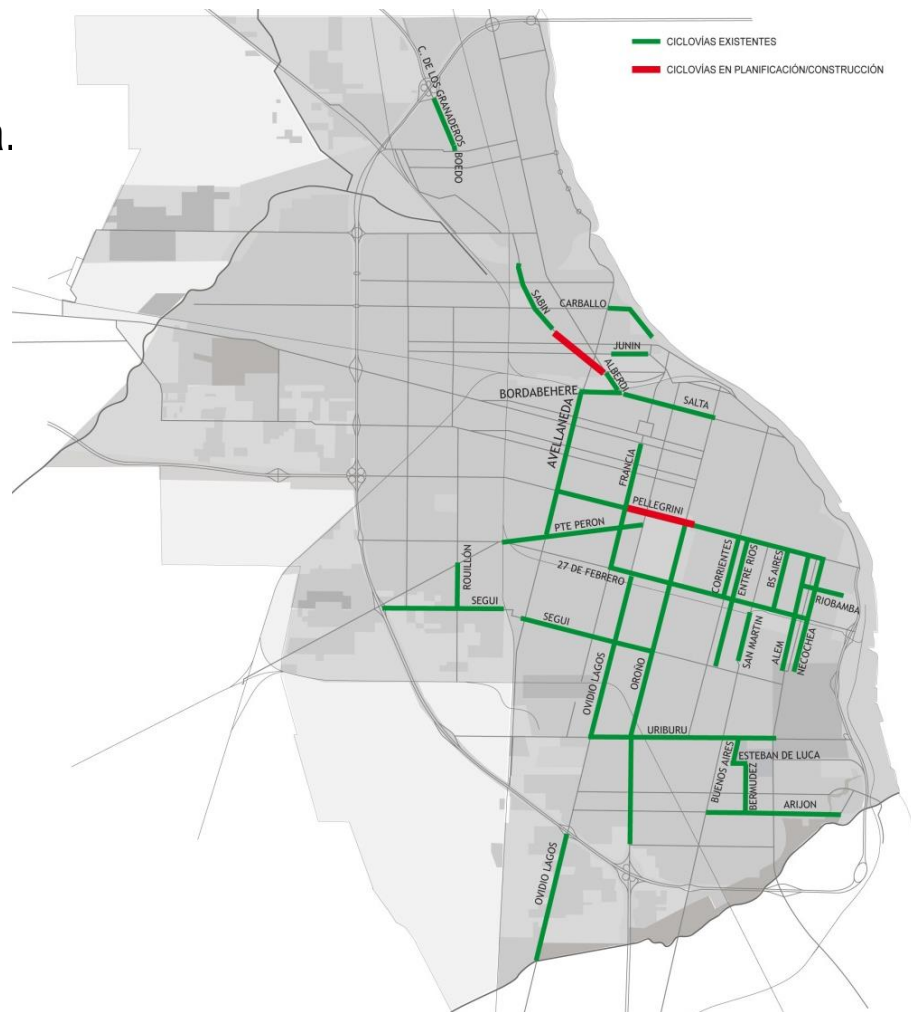 CICLOVÍAS EXISTENTES
CICLOVÍAS EN PLANIFICACIÓN/CONSTRUCCIÓN
a.
C. DE LOS GRANADEROS
BOEDO
SABIN
CARBALLO
JUNIN
ALBERDI
BORDABEHERE
SALTA
AVELLANEDA
FRANCIA
PELLEGRINI
PTE PERON
27 DE FEBRERO
CORRIENTES
ENTRE RIOS
BS AIRES
RIOBAMBA
ROUILLÓN
SEGUI
SEGUI
SAN MARTIN
ALEM
NECOCHEA
OVIDIO LAGOS
OROÑO
URIBURU
BUENOS AIRES
ESTEBAN DE LUCA
BERMUDEZ
ARIJON
OVIDIO LAGOS